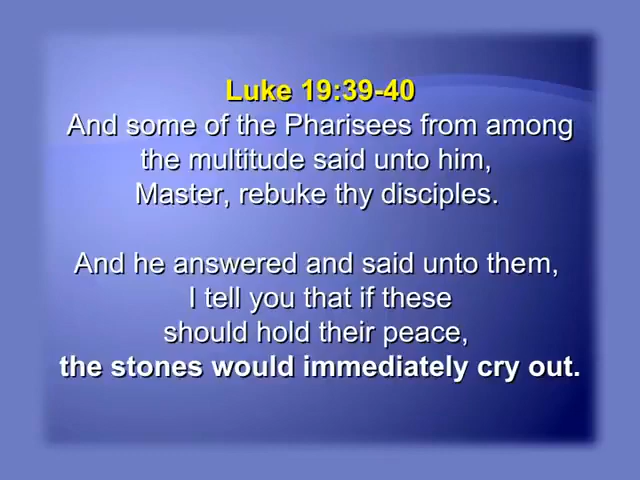 Luke 19:39-40
And some of the Pharisees from among
the multitude said unto him,
Master, rebuke thy disciples.
And he answered and said unto them,
I tell you that if these
should hold their peace,
the stones would immediately cry out.